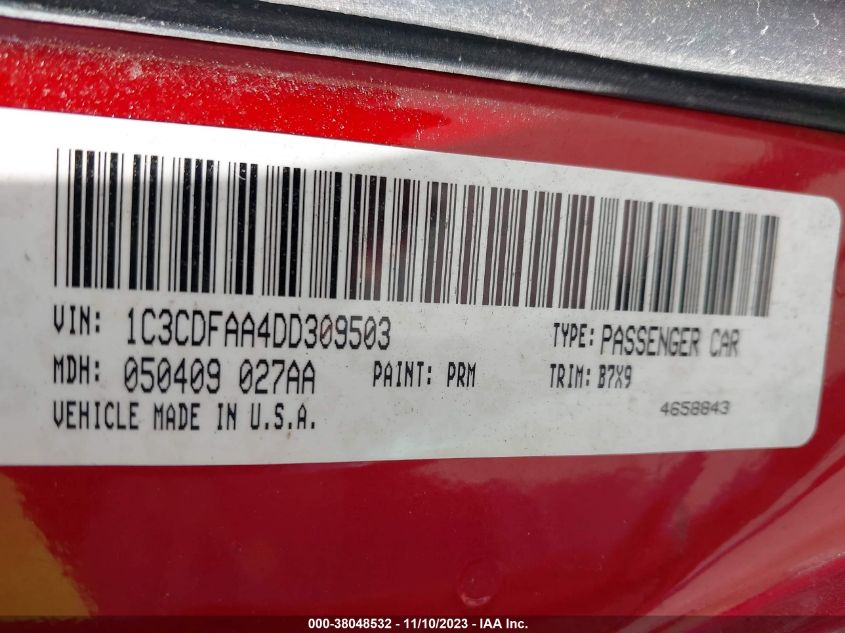 VIN: 1C3CDFAA4DD309503 TYPE: PASSENGER CAR
MDH: 050409 027AA PAINT: PRM TRIM: B7X9
VEHICLE MADE IN U.S.A. 4658843
000-38048532 - 11/10/2023 - IAA Inc.